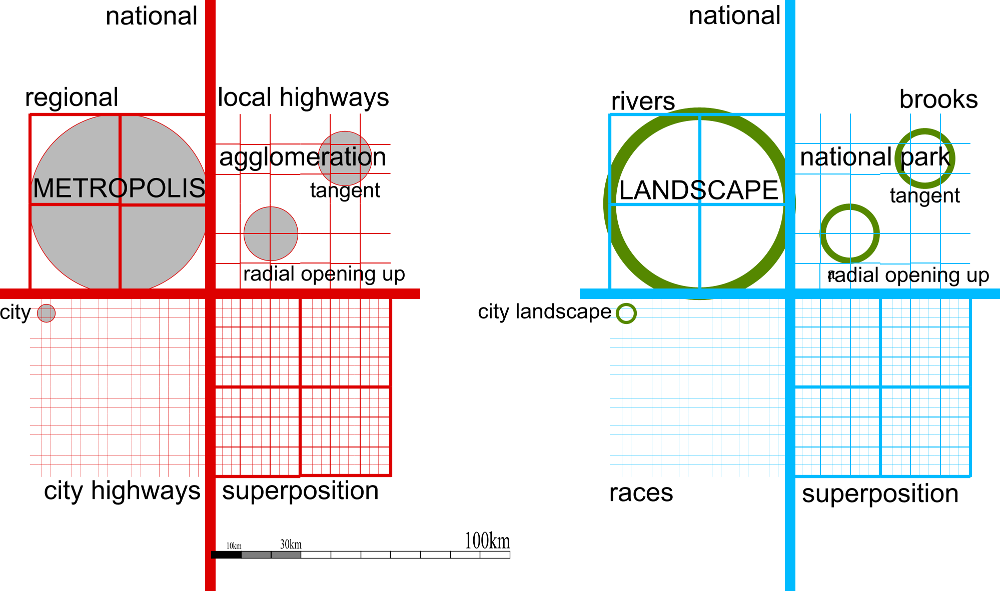 national
regional
local highways
agglomeration
METROPOLIS
tangent
radial opening up
city
city highways
superposition
10km
30km
100km
national
rivers
brooks
national park
LANDSCAPE
tangent
radial opening up
city landscape
races
superposition